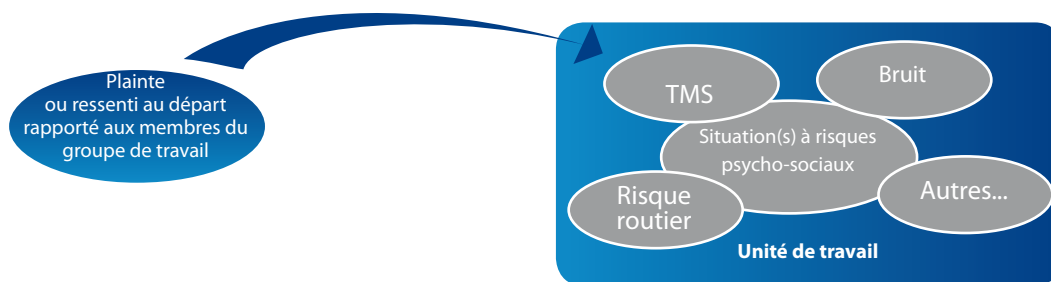 Plainte
ou ressenti au départ
rapporté aux membres du
groupe de travail
TMS
Bruit
Situation(s) à risques
psycho-sociaux
Risque
routier
Autres...
Unité de travail